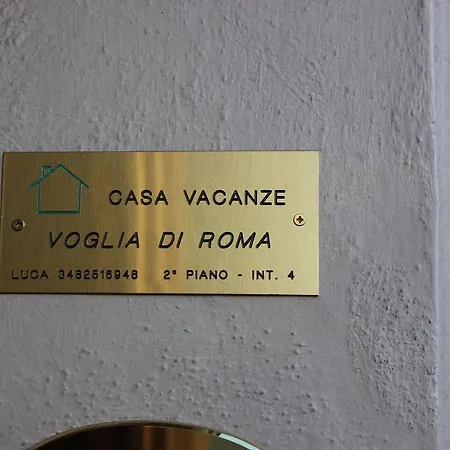 CASA VACANZE
VOGLIA DI ROMA
LUCA 3482516948 2° PIANO - INT. 4